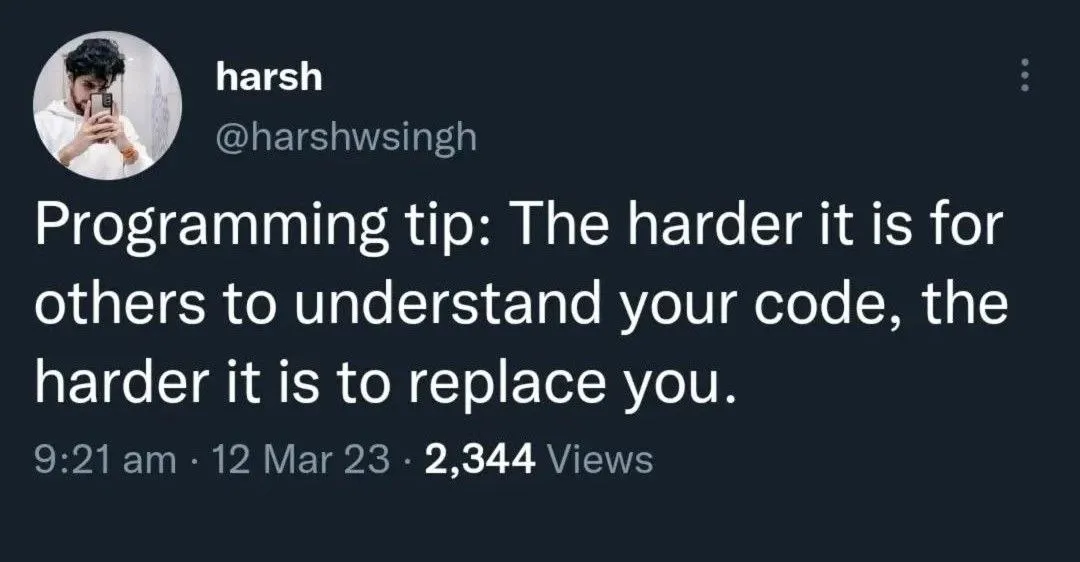 harsh
@harshwsingh
Programming tip: The harder it is for
others to understand your code, the
harder it is to replace you.
9:21 am · 12 Mar 23 · 2,344 Views